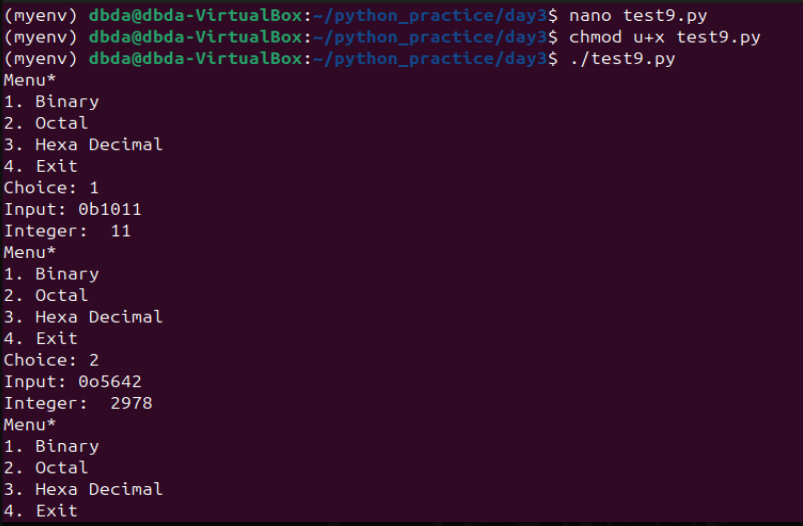 (myenv) dbda@dbda-VirtualBox:~/python_practice/day3$ nano test9.py
(myenv) dbda@dbda-VirtualBox:~/python_practice/day3$ chmod u+x test9.py
(myenv) dbda@dbda-VirtualBox:~/python_practice/day3$ ./test9.py
Menu*
1. Binary
2. Octal
3. Hexa Decimal
4. Exit
Choice: 1
Input: 0b1011
Integer:  11
Menu*
1. Binary
2. Octal
3. Hexa Decimal
4. Exit
Choice: 2
Input: 0o5642
Integer:  2978
Menu*
1. Binary
2. Octal
3. Hexa Decimal
4. Exit